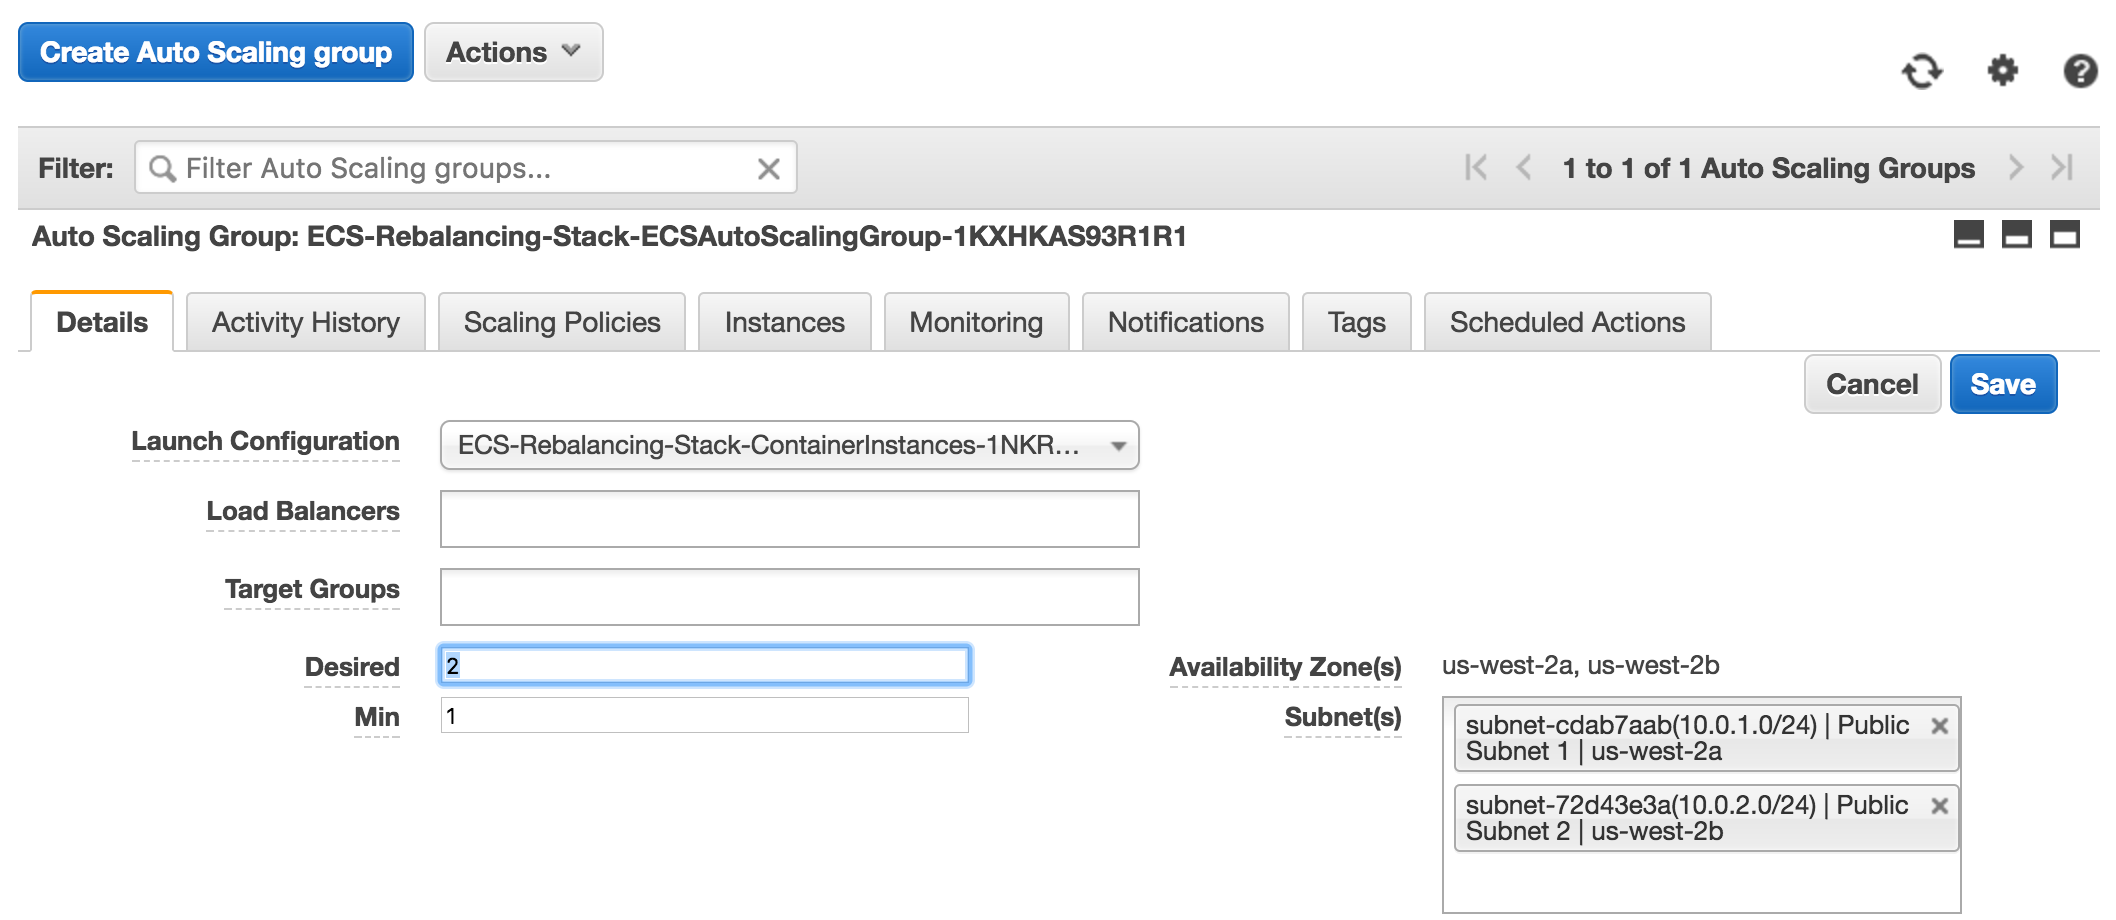 Create Auto Scaling group Actions
Filter: Filter Auto Scaling groups... 1 to 1 of 1 Auto Scaling Groups
Auto Scaling Group: ECS-Rebalancing-Stack-ECSAutoScalingGroup-1KXHKAS93R1R1
Details Activity History Scaling Policies Instances Monitoring Notifications Tags Scheduled Actions
Cancel Save
Launch Configuration ECS-Rebalancing-Stack-ContainerInstances-1NKR...
Load Balancers
Target Groups
Desired 2 Availability Zone(s) us-west-2a, us-west-2b
Min 1 Subnet(s) subnet-cdab7aab(10.0.1.0/24) | Public
Subnet 1 | us-west-2a
subnet-72d43e3a(10.0.2.0/24) | Public
Subnet 2 | us-west-2b